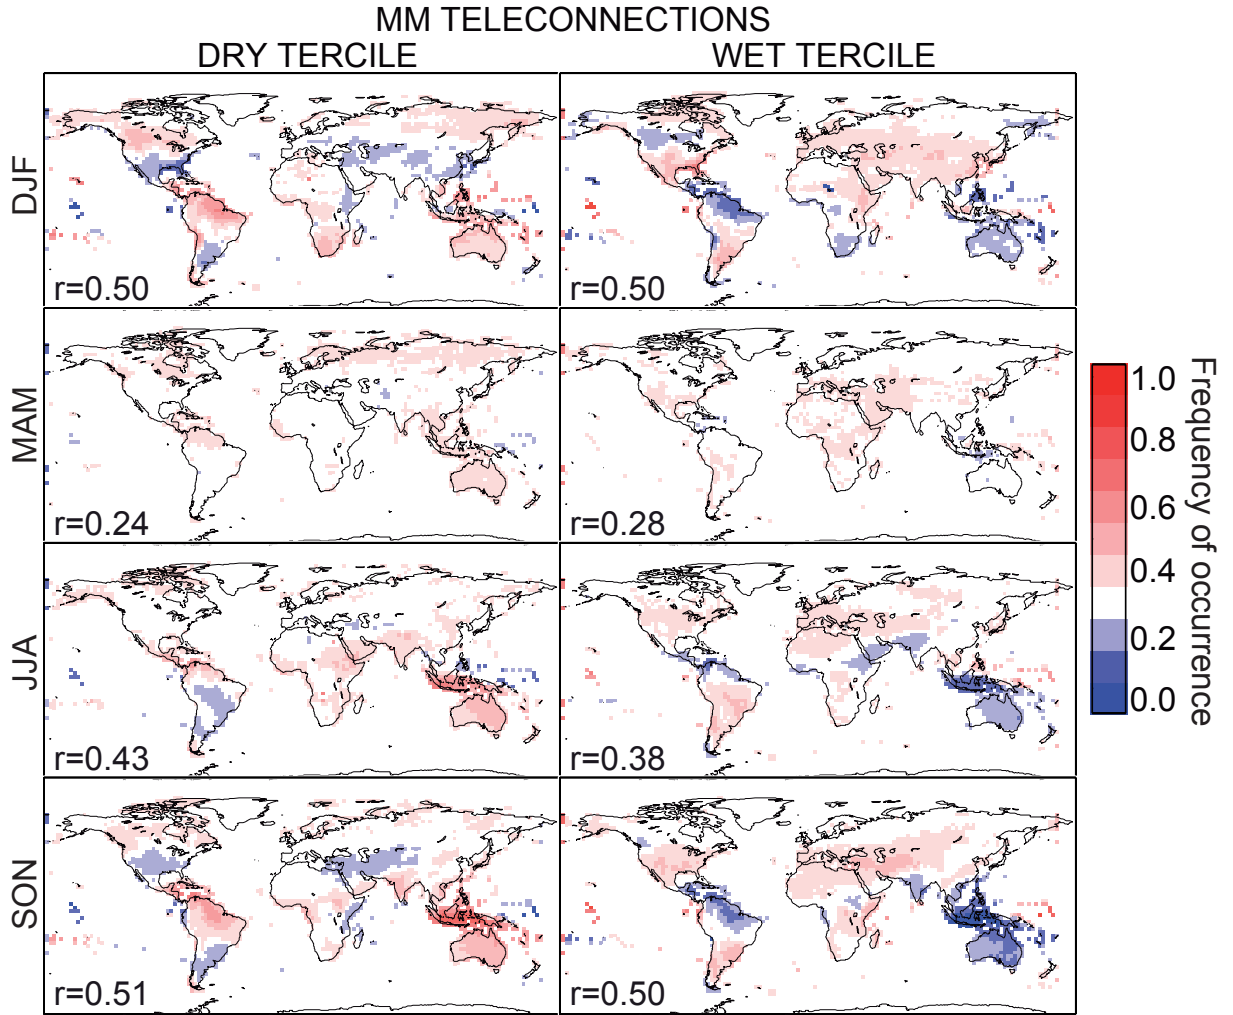 MM TELECONNECTIONS
DRY TERCILE
WET TERCILE
DJF
r=0.50
r=0.50
MAM
r=0.24
r=0.28
JJA
r=0.43
r=0.38
SON
r=0.51
r=0.50
1.0
0.8
0.6
0.4
0.2
0.0
Frequency of occurrence